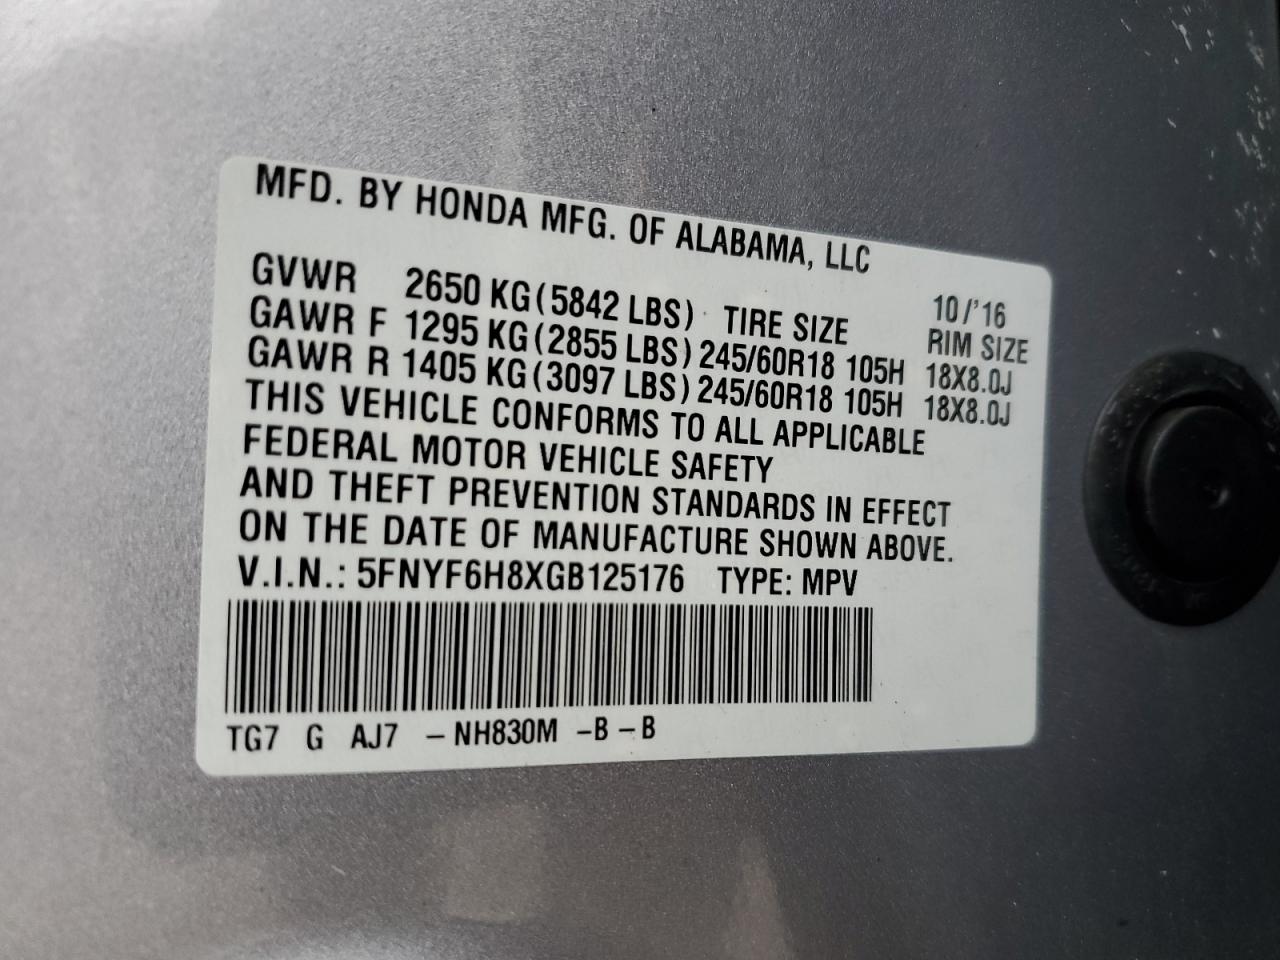 MFD. BY HONDA MFG. OF ALABAMA, LLC
10/'16
GVWR 2650 KG(5842 LBS) TIRE SIZE RIM SIZE
GAWR F 1295 KG(2855 LBS) 245/60R18 105H 18X8.0J
GAWR R 1405 KG(3097 LBS) 245/60R18 105H 18X8.0J
THIS VEHICLE CONFORMS TO ALL APPLICABLE
FEDERAL MOTOR VEHICLE SAFETY
AND THEFT PREVENTION STANDARDS IN EFFECT
ON THE DATE OF MANUFACTURE SHOWN ABOVE.
V.I.N.: 5FNYF6H8XGB125176 TYPE: MPV
TG7 G AJ7 -NH830M -B-B